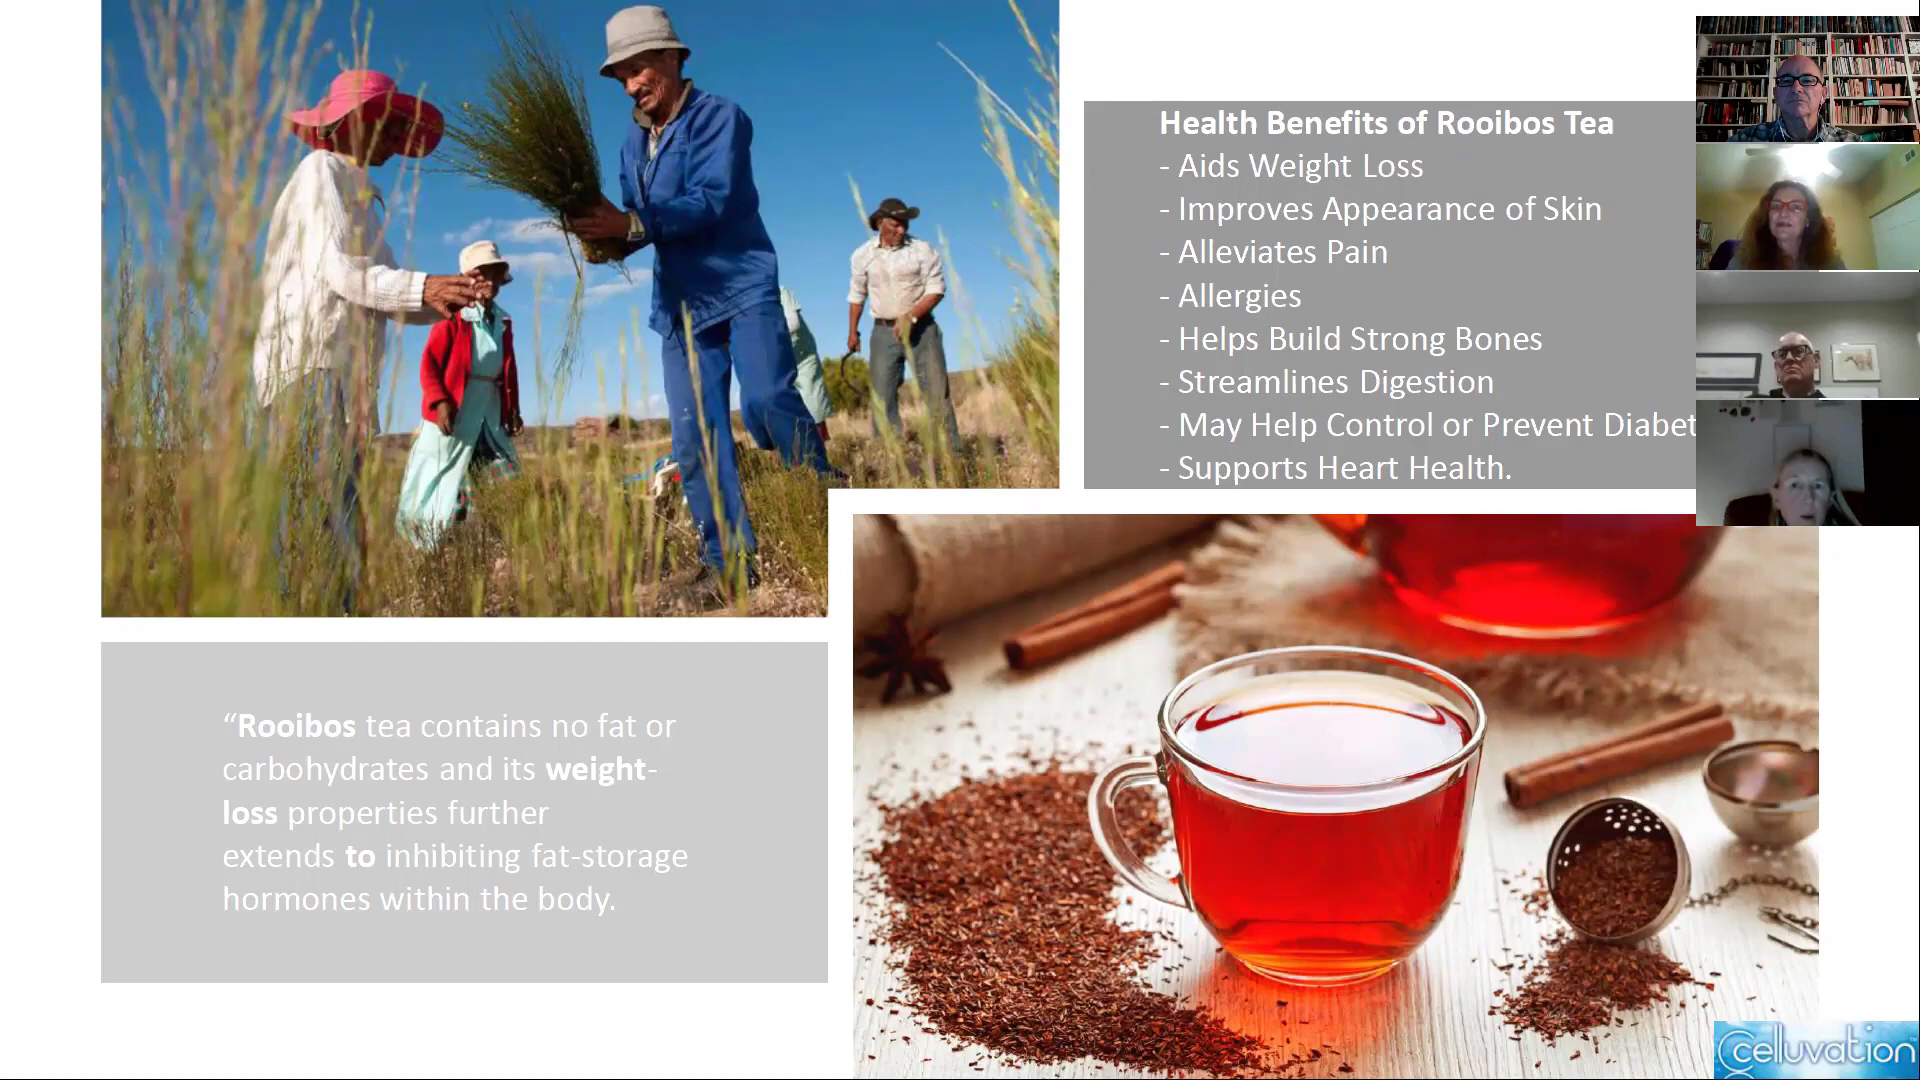 Health Benefits of Rooibos Tea
- Aids Weight Loss
- Improves Appearance of Skin
- Alleviates Pain
- Allergies
- Helps Build Strong Bones
- Streamlines Digestion
- May Help Control or Prevent Diabet
- Supports Heart Health.
“Rooibos tea contains no fat or
carbohydrates and its weight-
loss properties further
extends to inhibiting fat-storage
hormones within the body.
celluvation